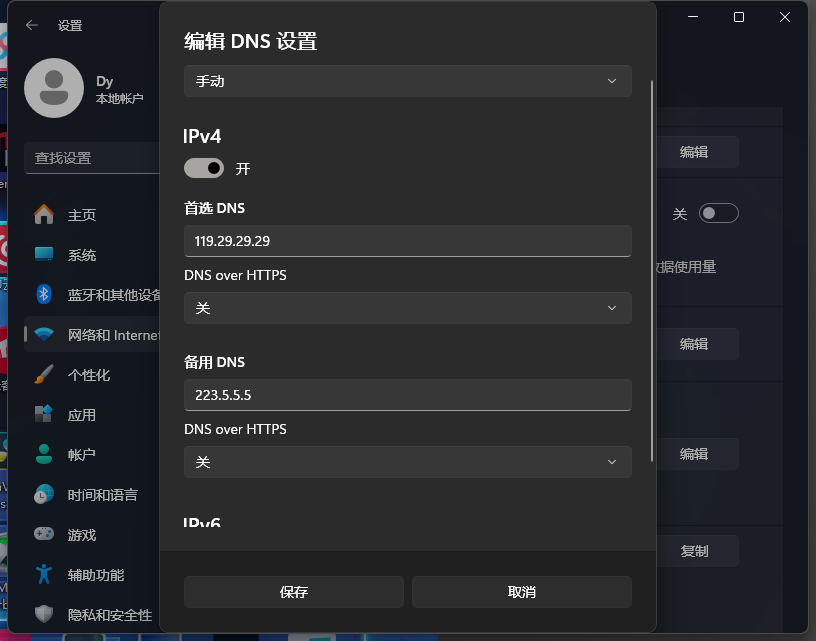 设置
Dy
本地帐户
查找设置
主页
系统
蓝牙和其他设备
网络和 Internet
个性化
应用
帐户
时间和语言
游戏
辅助功能
隐私和安全性
编辑 DNS 设置
手动
IPv4
开
首选 DNS
119.29.29.29
DNS over HTTPS
关
备用 DNS
223.5.5.5
DNS over HTTPS
关
IPv6
保存
取消
编辑
关
数据使用量
编辑
编辑
复制